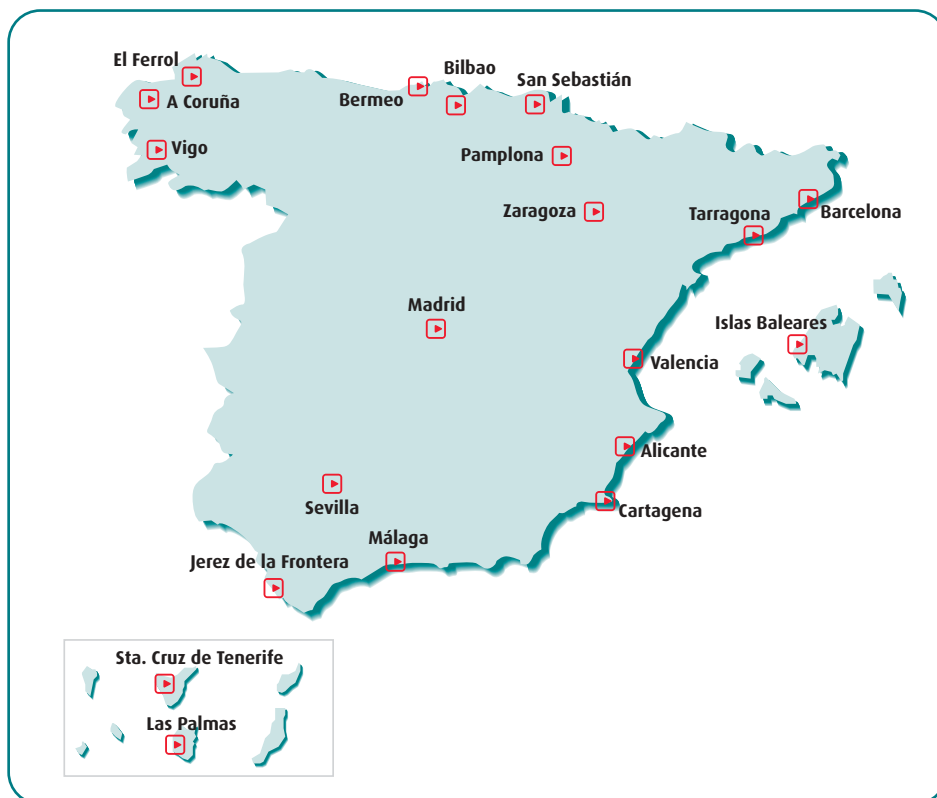 El Ferrol
Bilbao
San Sebastián
Bermeo
A Coruña
Vigo
Pamplona
Zaragoza
Tarragona
Barcelona
Madrid
Islas Baleares
Valencia
Alicante
Sevilla
Cartagena
Málaga
Jerez de la Frontera
Sta. Cruz de Tenerife
Las Palmas